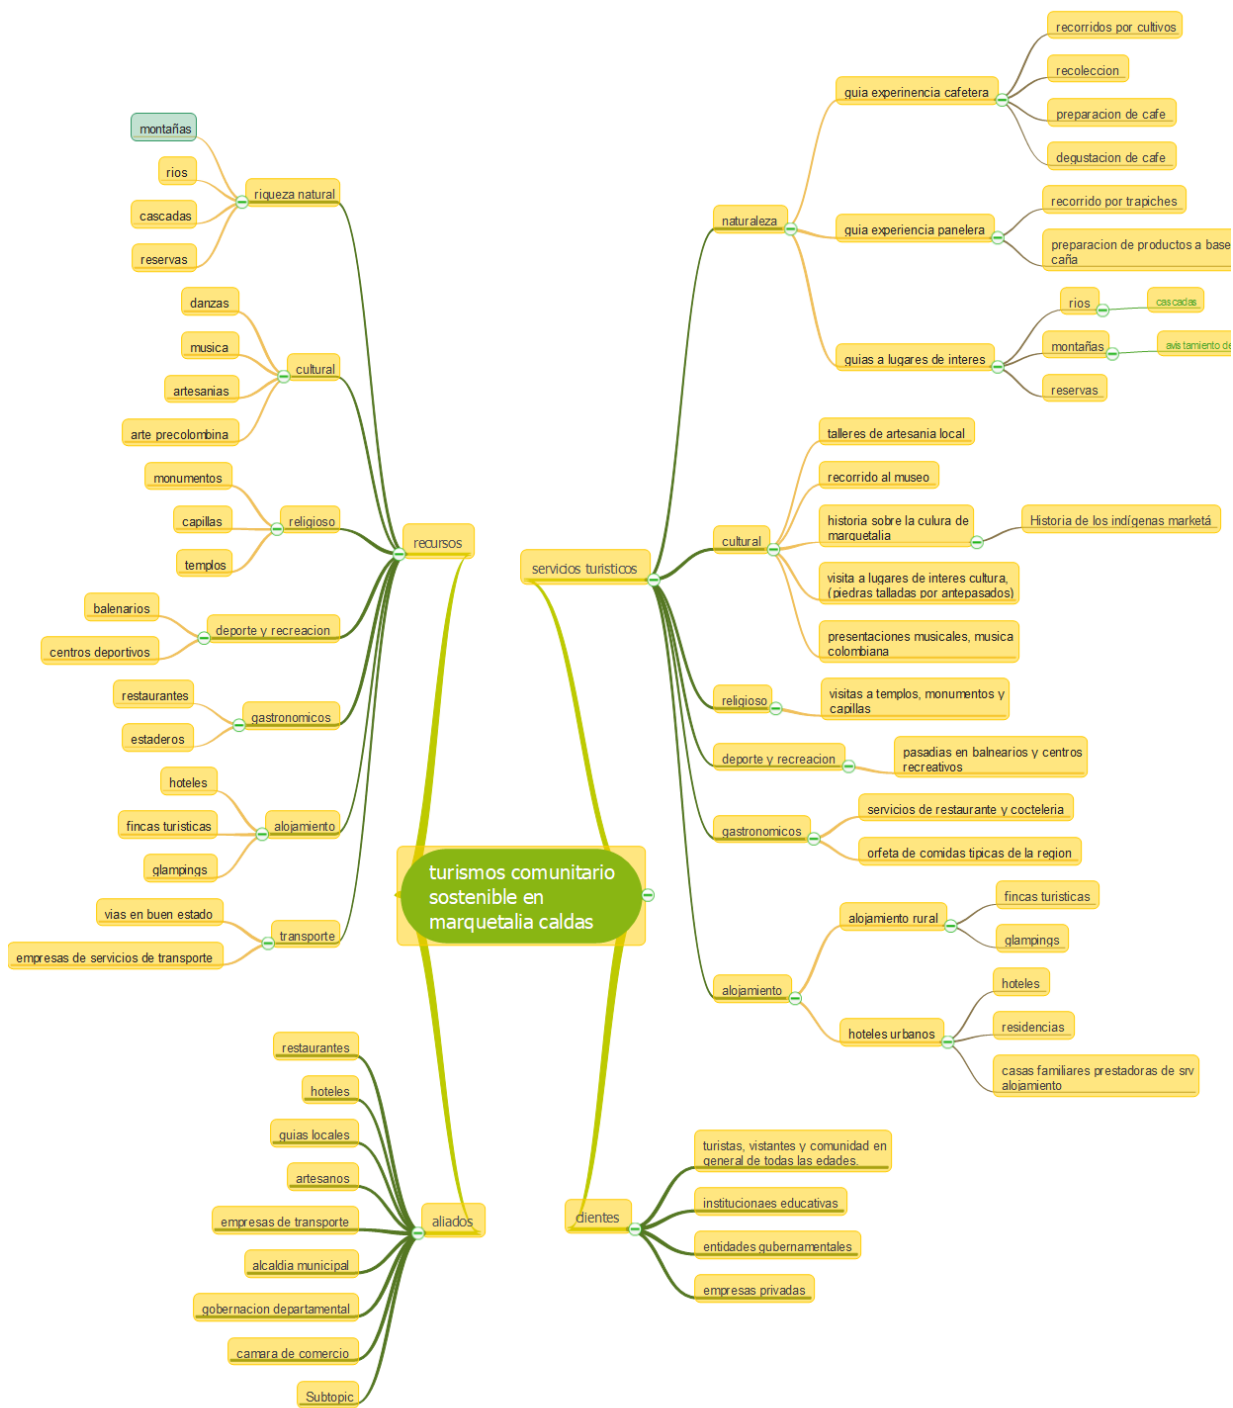 turismos comunitario
sostenible en
marquetalia caldas
recursos
riqueza natural
montañas
rios
cascadas
reservas
cultural
danzas
musica
artesanias
arte precolombina
religioso
monumentos
capillas
templos
deporte y recreacion
balenarios
centros deportivos
gastronomicos
restaurantes
estaderos
alojamiento
hoteles
fincas turisticas
glampings
transporte
vias en buen estado
empresas de servicios de transporte
aliados
restaurantes
hoteles
guias locales
artesanos
empresas de transporte
alcaldia municipal
gobernacion departamental
camara de comercio
Subtopic
servicios turisticos
naturaleza
guia experinencia cafetera
recorridos por cultivos
recoleccion
preparacion de cafe
degustacion de cafe
guia experiencia panelera
recorrido por trapiches
preparacion de productos a base
caña
guias a lugares de interes
rios
cascadas
montañas
avistamiento de
reservas
cultural
talleres de artesania local
recorrido al museo
historia sobre la culura de
marquetalia
Historia de los indígenas marketá
visita a lugares de interes cultura,
(piedras talladas por antepasados)
presentaciones musicales, musica
colombiana
religioso
visitas a templos, monumentos y
capillas
deporte y recreacion
pasadias en balnearios y centros
recreativos
gastronomicos
servicios de restaurante y cocteleria
orfeta de comidas tipicas de la region
alojamiento
alojamiento rural
fincas turisticas
glampings
hoteles urbanos
hoteles
residencias
casas familiares prestadoras de srv
alojamiento
clientes
turistas, vistantes y comunidad en
general de todas las edades.
institucionaes educativas
entidades gubernamentales
empresas privadas